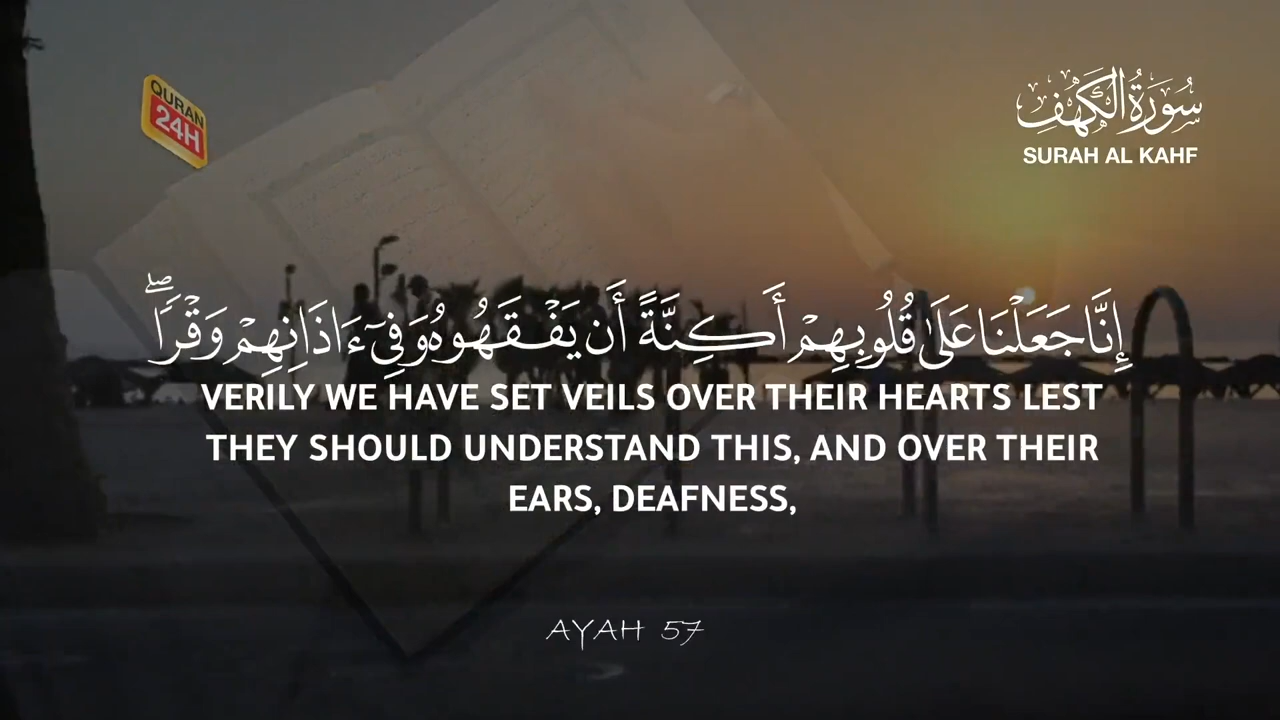 QURAN
24H
سُورَةُ الكَهْفِ
SURAH AL KAHF
إِنَّا جَعَلْنَا عَلَىٰ قُلُوبِهِمْ أَكِنَّةً أَن يَفْقَهُوهُ وَفِىٓ ءَاذَانِهِمْ وَقْرًا ۖ
VERILY WE HAVE SET VEILS OVER THEIR HEARTS LEST
THEY SHOULD UNDERSTAND THIS, AND OVER THEIR
EARS, DEAFNESS,
AYAH 57